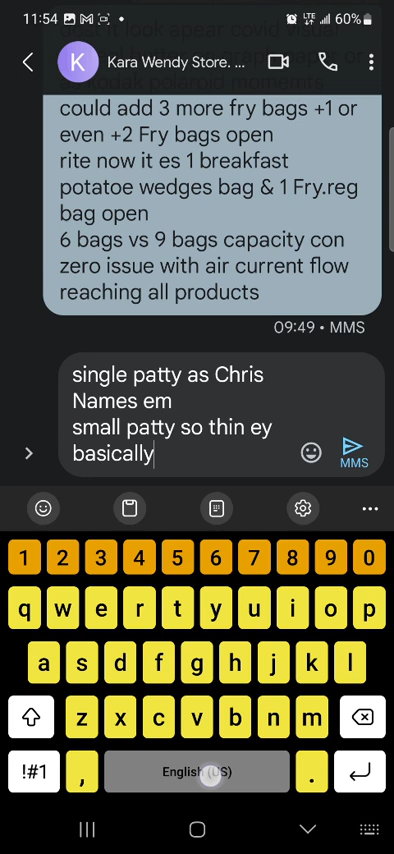 11:54
LTE 60%
K Kara Wendy Store. ...
could add 3 more fry bags +1 or
even +2 Fry bags open
rite now it es 1 breakfast
potatoe wedges bag & 1 Fry.reg
bag open
6 bags vs 9 bags capacity con
zero issue with air current flow
reaching all products
09:49 • MMS
single patty as Chris
Names em
small patty so thin ey
basically
MMS
1 2 3 4 5 6 7 8 9 0
q w e r t y u i o p
a s d f g h j k l
z x c v b n m
!#1 , English (US) .